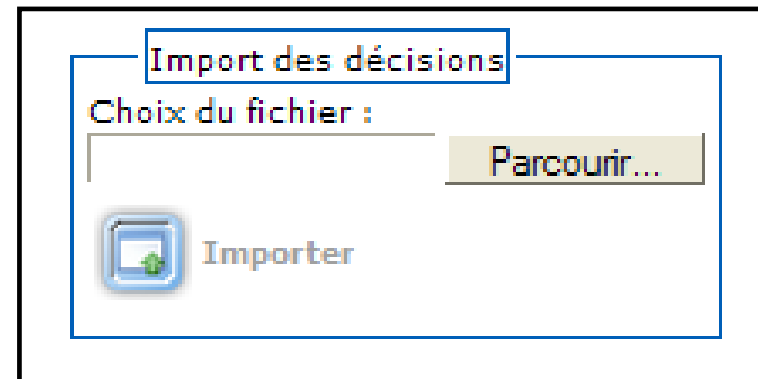 Import des décisions
Choix du fichier :
Parcourir...
Importer